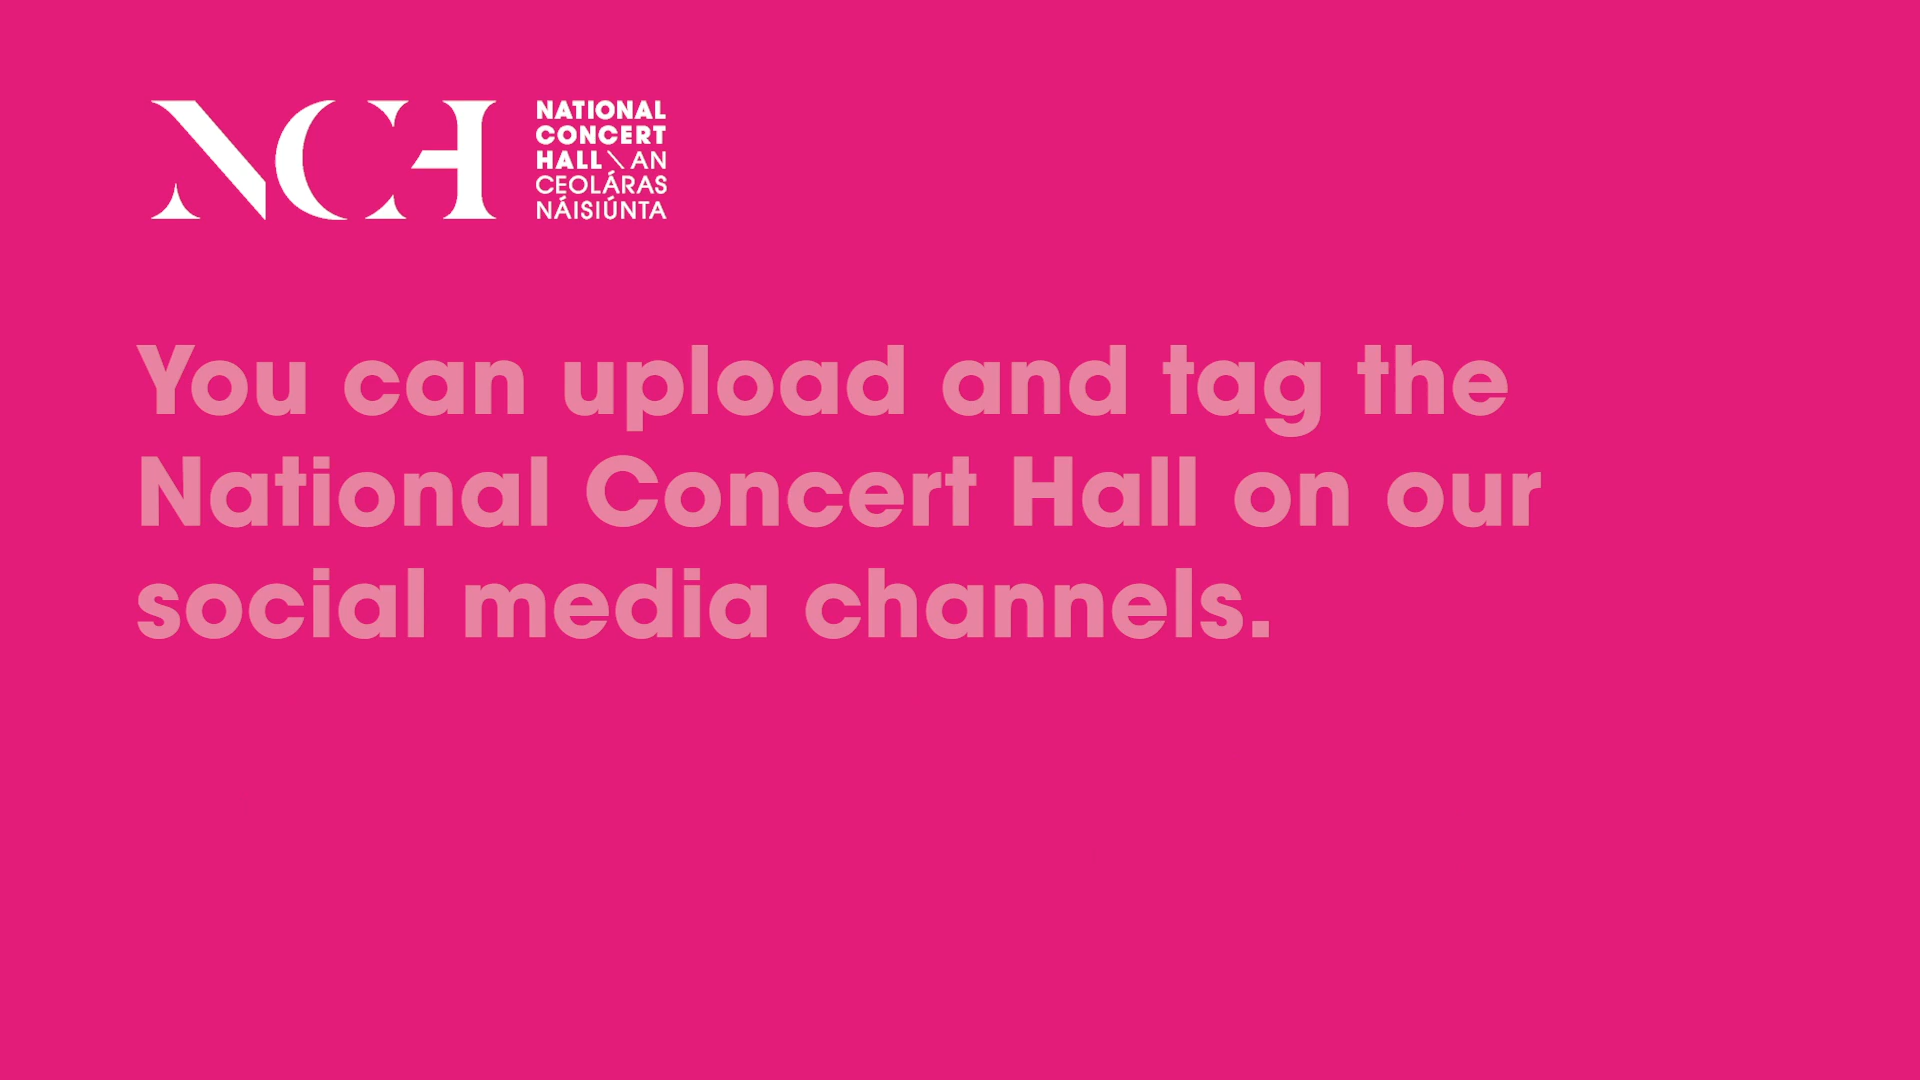 NCH
NATIONAL
CONCERT
HALL \ AN
CEOLÁRAS
NÁISIÚNTA
You can upload and tag the
National Concert Hall on our
social media channels.